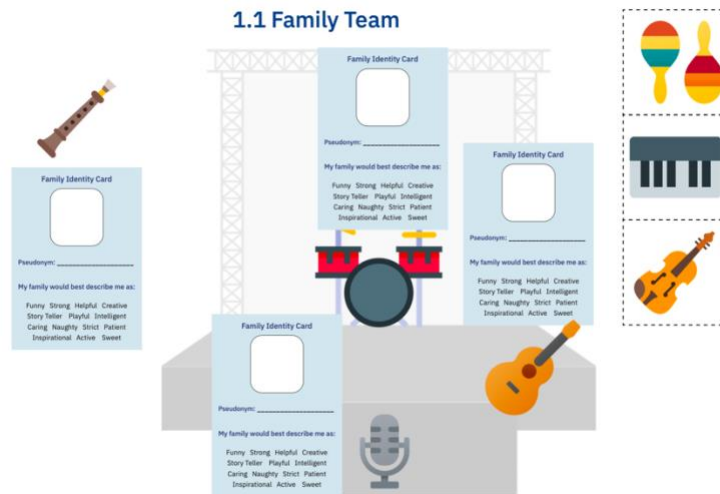 1.1 Family Team
Family Identity Card
Pseudonym: ____________________
My family would best describe me as:
Funny Strong Helpful Creative
Story Teller Playful Intelligent
Caring Naughty Strict Patient
Inspirational Active Sweet
Family Identity Card
Pseudonym: ____________________
My family would best describe me as:
Funny Strong Helpful Creative
Story Teller Playful Intelligent
Caring Naughty Strict Patient
Inspirational Active Sweet
Family Identity Card
Pseudonym: ____________________
My family would best describe me as:
Funny Strong Helpful Creative
Story Teller Playful Intelligent
Caring Naughty Strict Patient
Inspirational Active Sweet
Family Identity Card
Pseudonym: ____________________
My family would best describe me as:
Funny Strong Helpful Creative
Story Teller Playful Intelligent
Caring Naughty Strict Patient
Inspirational Active Sweet